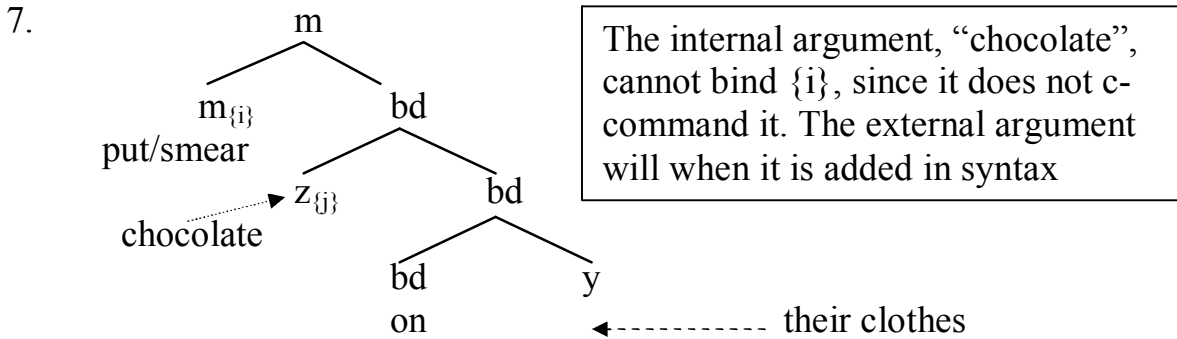 7.
m
m{i} bd
put/smear
z{j} bd
chocolate
bd y
on their clothes
The internal argument, “chocolate”,
cannot bind {i}, since it does not c-
command it. The external argument
will when it is added in syntax